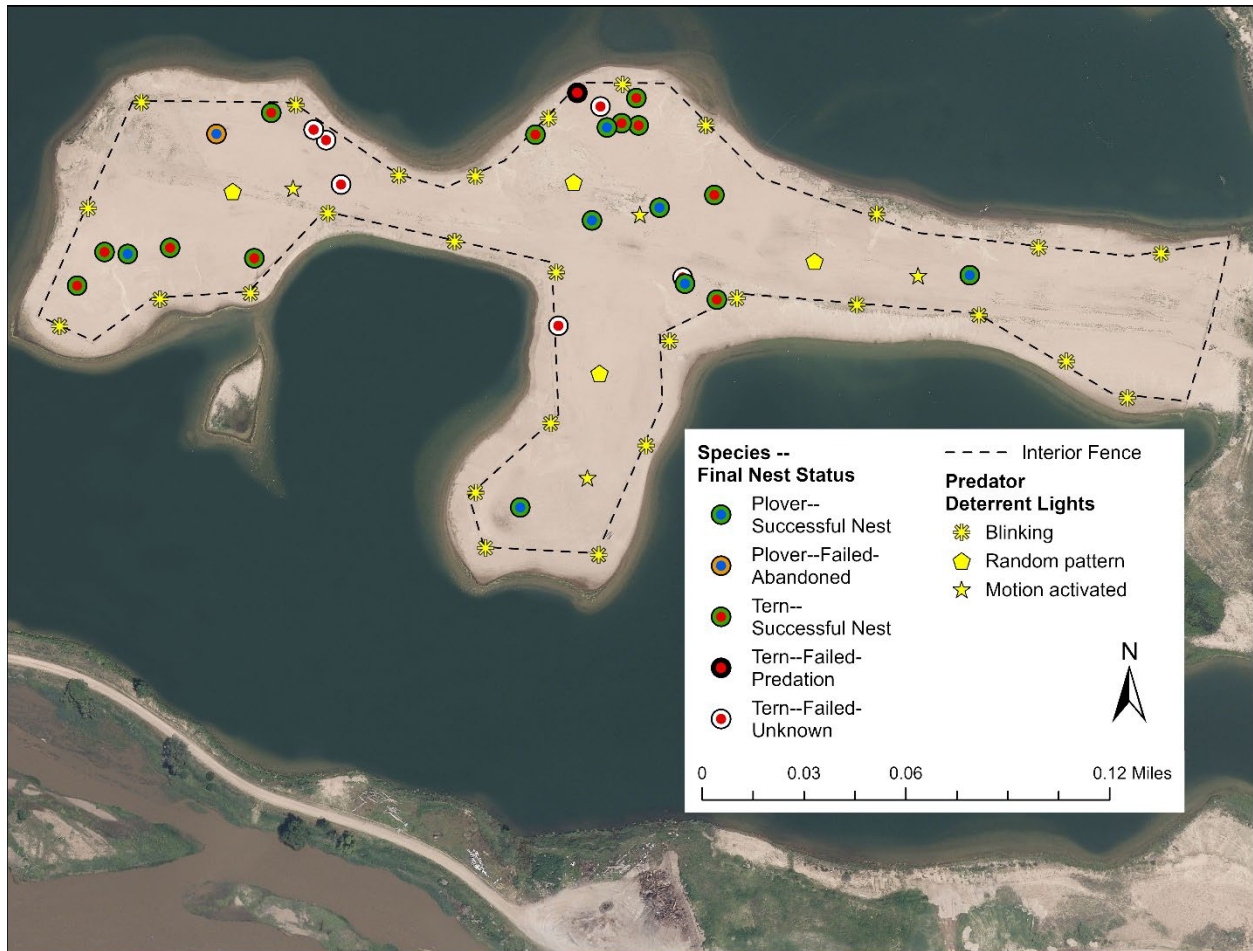 Species --
Final Nest Status
Plover--
Successful Nest
Plover--Failed-
Abandoned
Tern--
Successful Nest
Tern--Failed-
Predation
Tern--Failed-
Unknown
Interior Fence
Predator
Deterrent Lights
Blinking
Random pattern
Motion activated
N
0 0.03 0.06 0.12 Miles